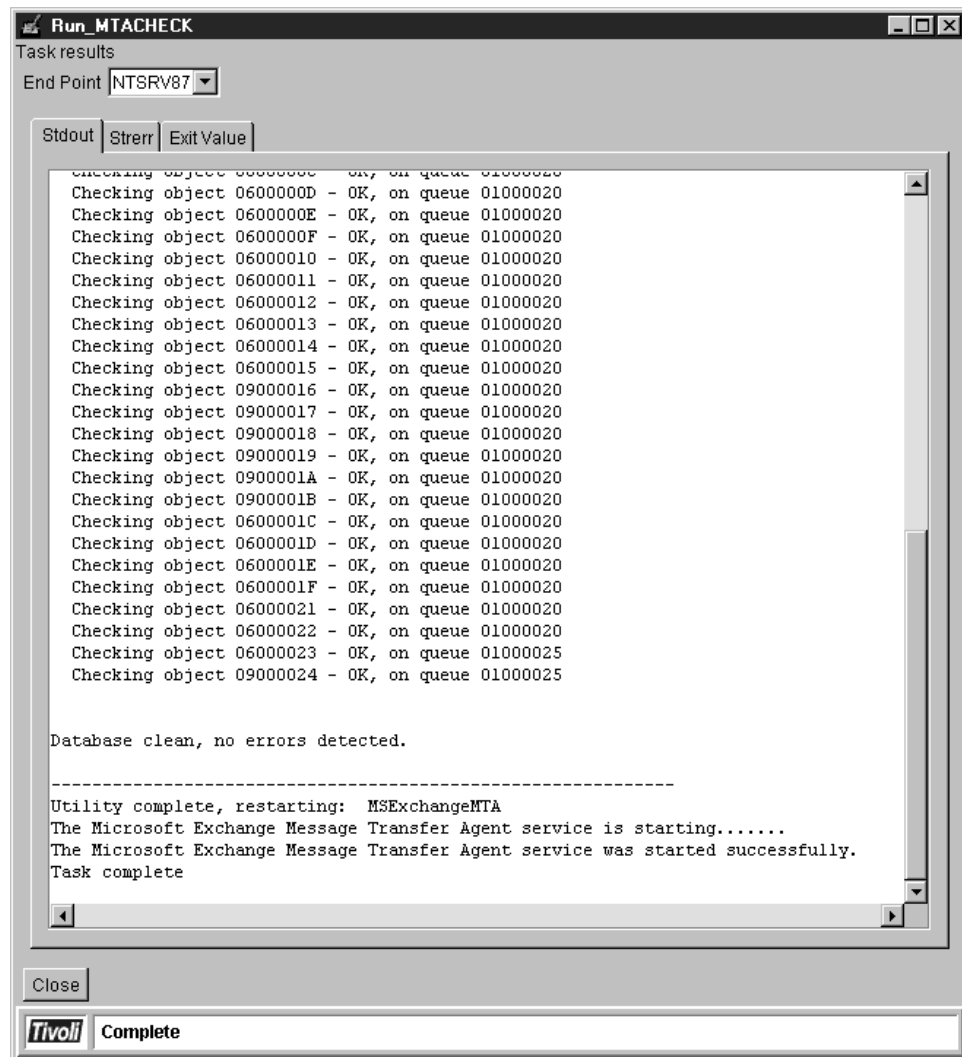 Run_MTACHECK
Task results
End Point NTSRV87
Stdout Strerr Exit Value
Checking object 0600000D - OK, on queue 01000020
Checking object 0600000E - OK, on queue 01000020
Checking object 0600000F - OK, on queue 01000020
Checking object 06000010 - OK, on queue 01000020
Checking object 06000011 - OK, on queue 01000020
Checking object 06000012 - OK, on queue 01000020
Checking object 06000013 - OK, on queue 01000020
Checking object 06000014 - OK, on queue 01000020
Checking object 06000015 - OK, on queue 01000020
Checking object 09000016 - OK, on queue 01000020
Checking object 09000017 - OK, on queue 01000020
Checking object 09000018 - OK, on queue 01000020
Checking object 09000019 - OK, on queue 01000020
Checking object 0900001A - OK, on queue 01000020
Checking object 0900001B - OK, on queue 01000020
Checking object 0600001C - OK, on queue 01000020
Checking object 0600001D - OK, on queue 01000020
Checking object 0600001E - OK, on queue 01000020
Checking object 0600001F - OK, on queue 01000020
Checking object 06000021 - OK, on queue 01000020
Checking object 06000022 - OK, on queue 01000020
Checking object 06000023 - OK, on queue 01000025
Checking object 09000024 - OK, on queue 01000025
Database clean, no errors detected.
-------------------------------------------------------------
Utility complete, restarting:  MSExchangeMTA
The Microsoft Exchange Message Transfer Agent service is starting.......
The Microsoft Exchange Message Transfer Agent service was started successfully.
Task complete
Close
Tivoli Complete